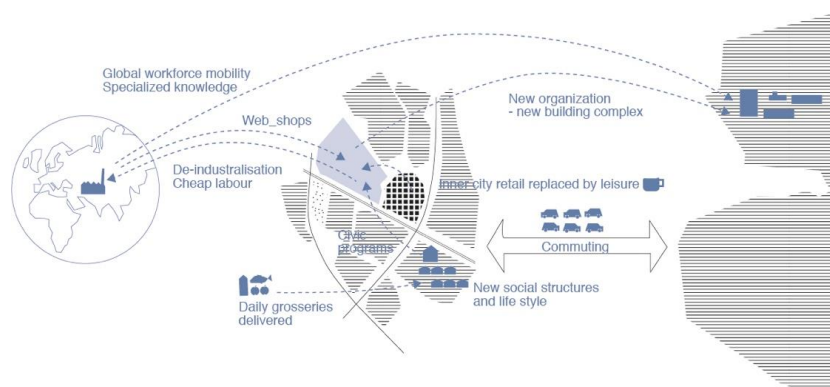 Global workforce mobility
Specialized knowledge
Web_shops
De-industralisation
Cheap labour
New organization
- new building complex
Inner city retail replaced by leisure
Civic
programs
Commuting
New social structures
and life style
Daily grosseries
delivered